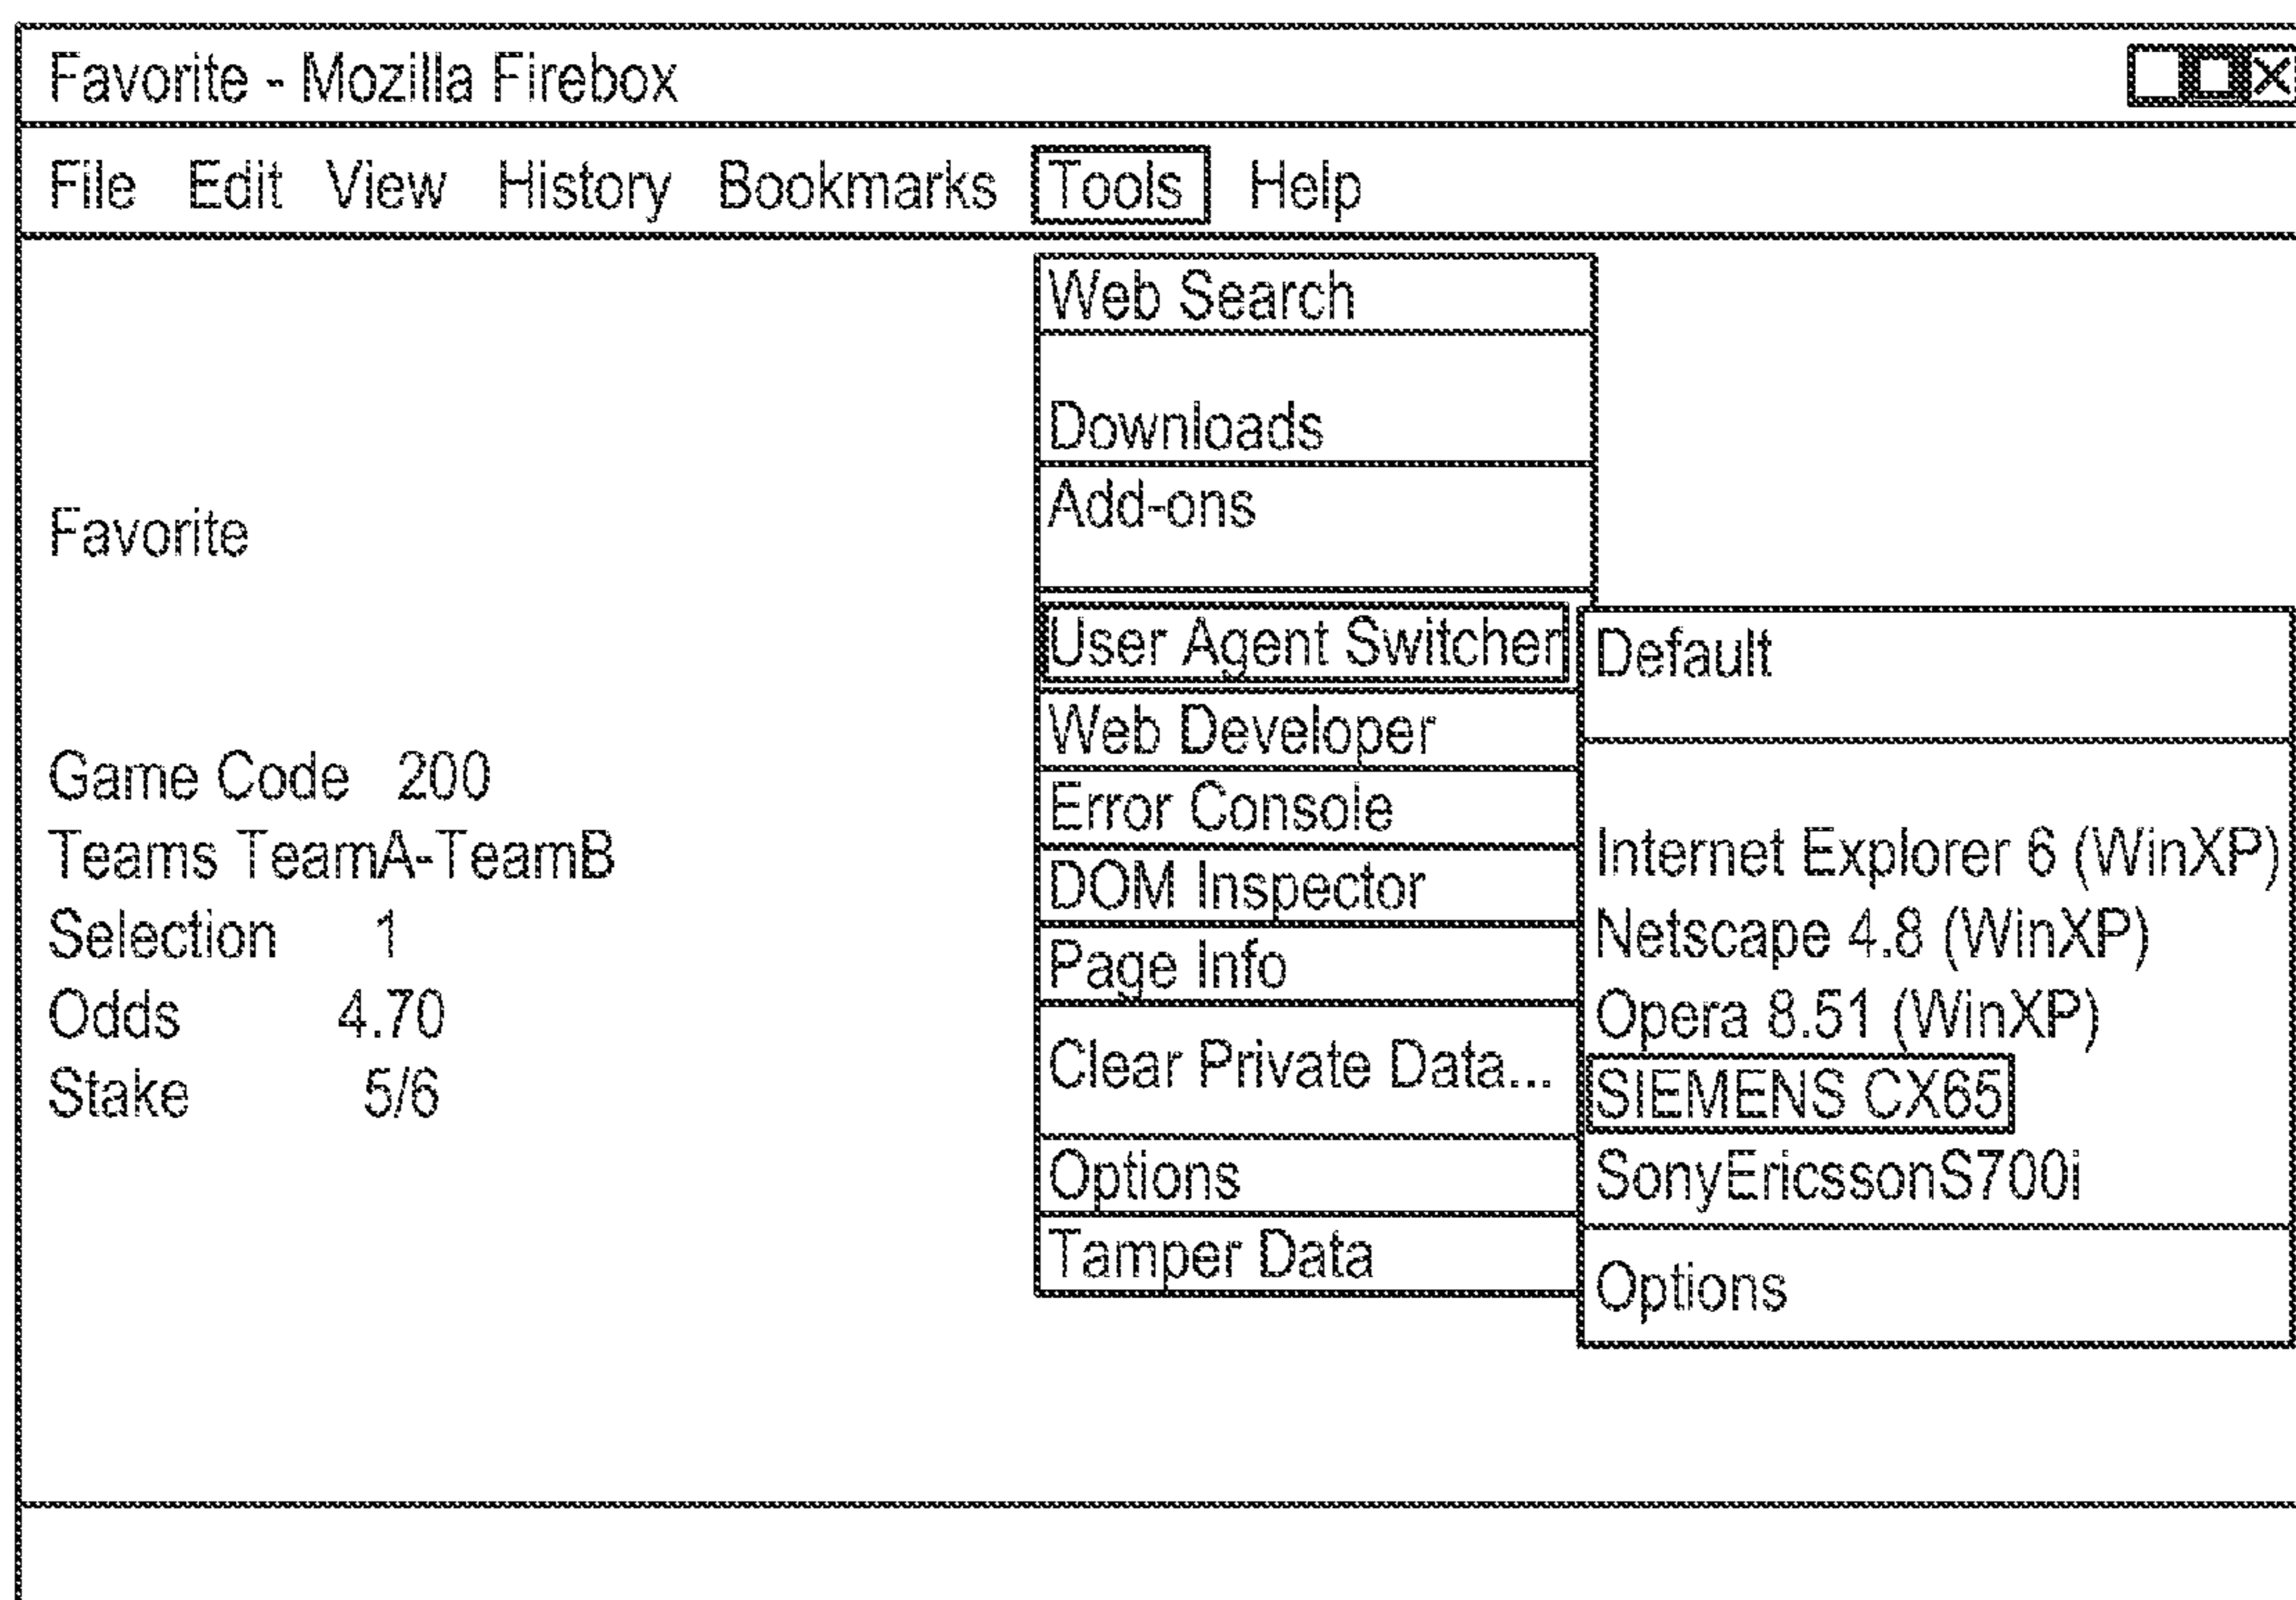 Favorite - Mozilla Firebox
File Edit View History Bookmarks Tools Help
Favorite
Game Code 200
Teams TeamA-TeamB
Selection 1
Odds 4.70
Stake 5/6
Web Search
Downloads
Add-ons
User Agent Switcher
Web Developer
Error Console
DOM Inspector
Page Info
Clear Private Data...
Options
Tamper Data
Default
Internet Explorer 6 (WinXP)
Netscape 4.8 (WinXP)
Opera 8.51 (WinXP)
SIEMENS CX65
SonyEricssonS700i
Options